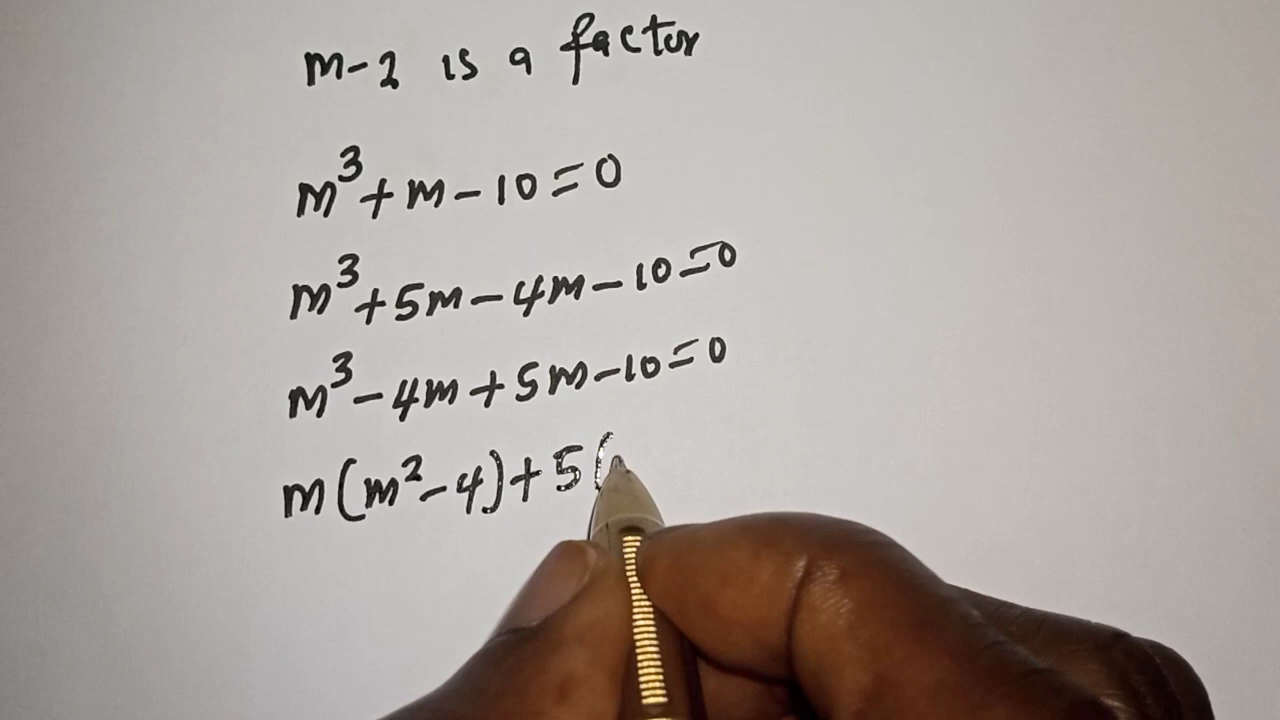 m-2 is a factor
m³+m-10=0
m³+5m-4m-10=0
m³-4m+5m-10=0
m(m²-4)+5(